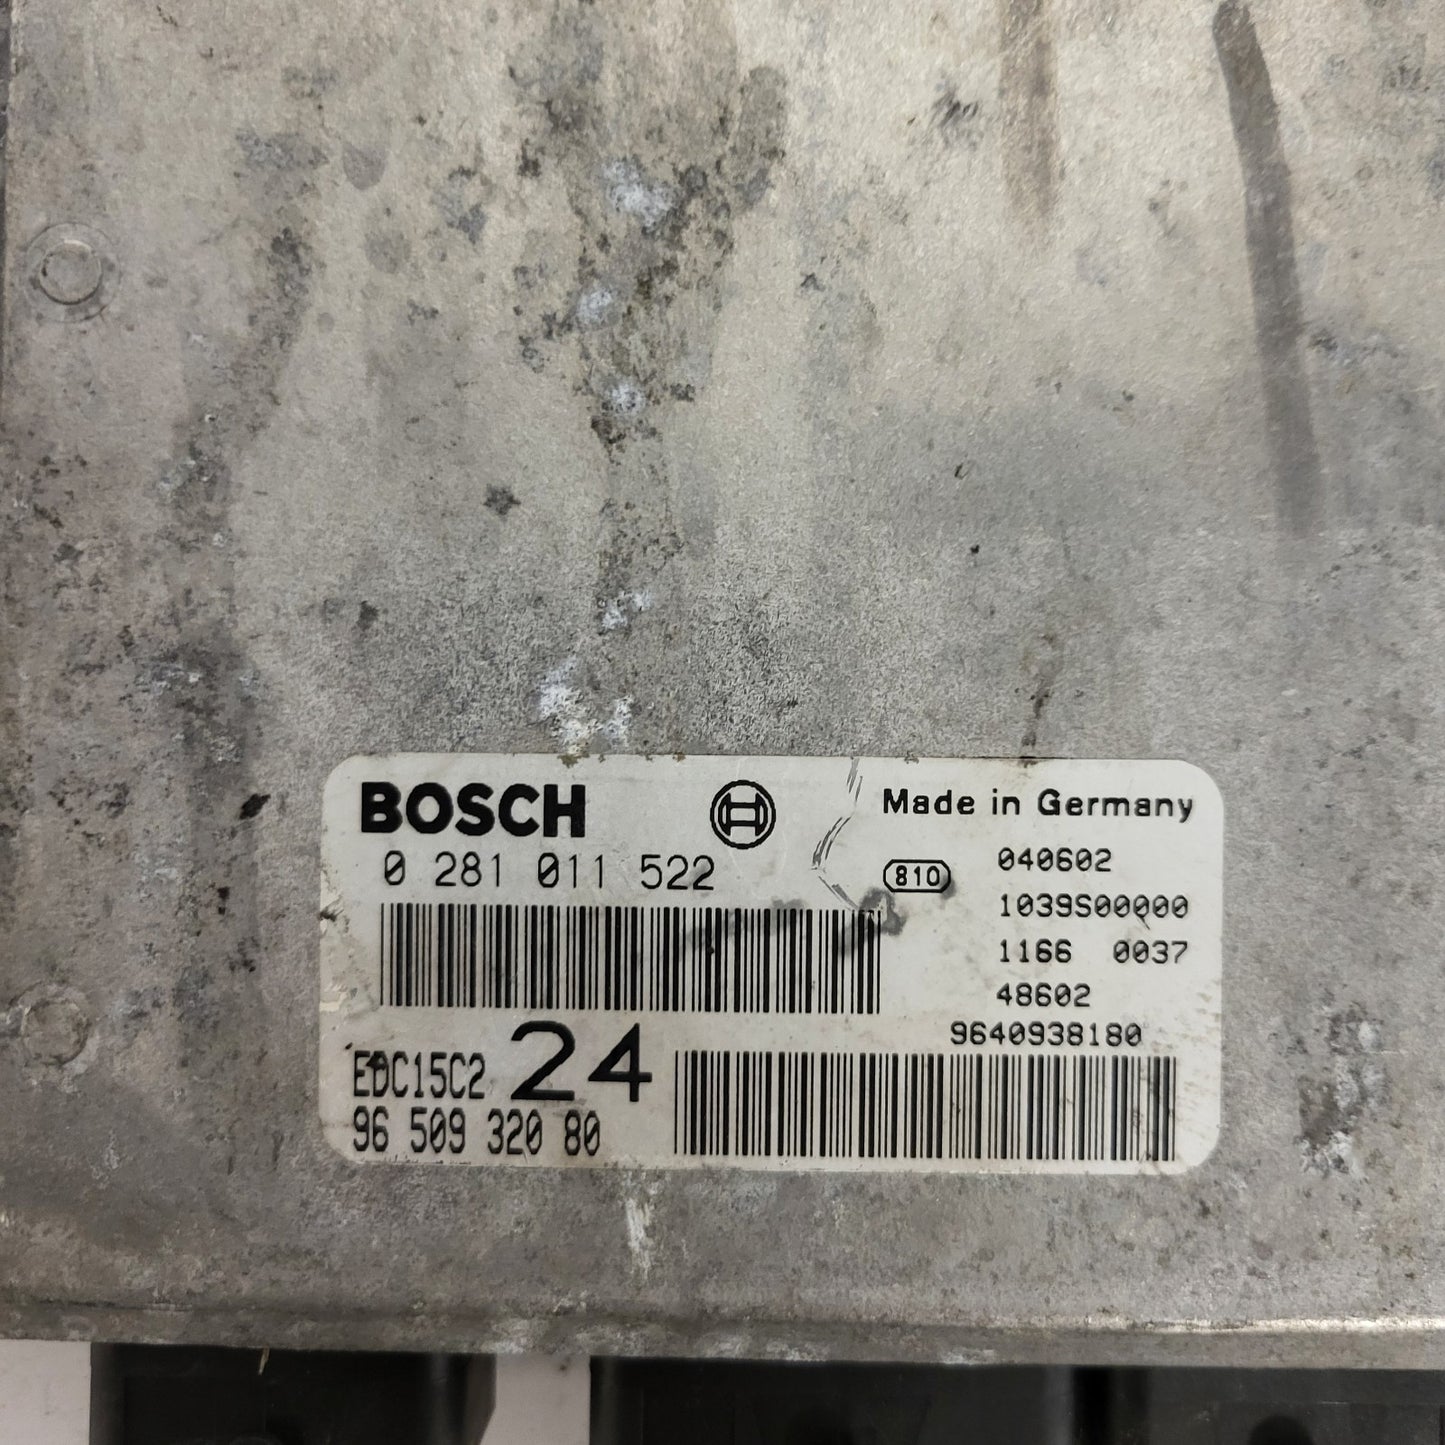 BOSCH
Made in Germany
0 281 011 522
810
040602
1039S00000
1166 0037
48602
9640938180
EDC15C2 24
96 509 320 80